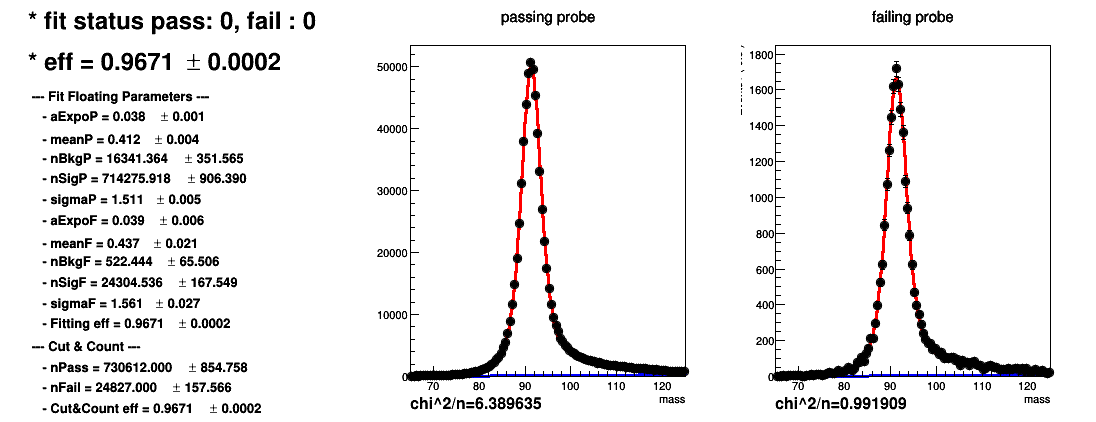 * fit status pass: 0, fail : 0
* eff = 0.9671 ± 0.0002
--- Fit Floating Parameters ---
- aExpoP = 0.038 ± 0.001
- meanP = 0.412 ± 0.004
- nBkgP = 16341.364 ± 351.565
- nSigP = 714275.918 ± 906.390
- sigmaP = 1.511 ± 0.005
- aExpoF = 0.039 ± 0.006
- meanF = 0.437 ± 0.021
- nBkgF = 522.444 ± 65.506
- nSigF = 24304.536 ± 167.549
- sigmaF = 1.561 ± 0.027
- Fitting eff = 0.9671 ± 0.0002
--- Cut & Count ---
- nPass = 730612.000 ± 854.758
- nFail = 24827.000 ± 157.566
- Cut&Count eff = 0.9671 ± 0.0002
passing probe
50000
40000
30000
20000
10000
0
70 80 90 100 110 120
mass
chi^2/n=6.389635
failing probe
1800
1600
1400
1200
1000
800
600
400
200
0
70 80 90 100 110 120
mass
chi^2/n=0.991909